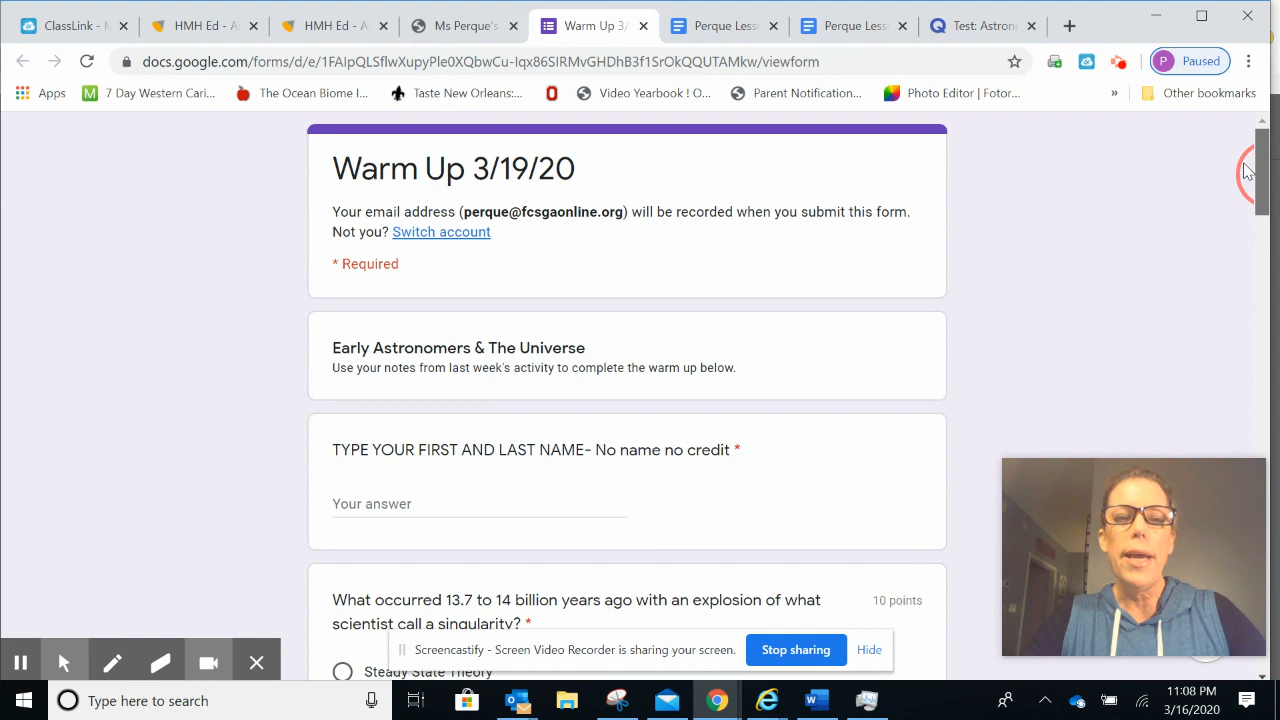 ClassLink - M
HMH Ed - A
HMH Ed - A
Ms Perque's
Warm Up 3/
Perque Less
Perque Less
Test: Astron
docs.google.com/forms/d/e/1FAIpQLSflwXupyPle0XQbwCu-Iqx865IRMvGHDhB3f1SrOkQQUTAMkw/viewform
P Paused
Apps
7 Day Western Cari...
The Ocean Biome I...
Taste New Orleans:...
Video Yearbook ! O...
Parent Notification...
Photo Editor | Fotor...
»
Other bookmarks
Warm Up 3/19/20
Your email address (perque@fcsgaonline.org) will be recorded when you submit this form.
Not you? Switch account
* Required
Early Astronomers & The Universe
Use your notes from last week's activity to complete the warm up below.
TYPE YOUR FIRST AND LAST NAME- No name no credit *
Your answer
What occurred 13.7 to 14 billion years ago with an explosion of what
scientist call a singularity? *
10 points
Steady State Theory
Screencastify - Screen Video Recorder is sharing your screen.
Stop sharing
Hide
Type here to search
11:08 PM
3/16/2020